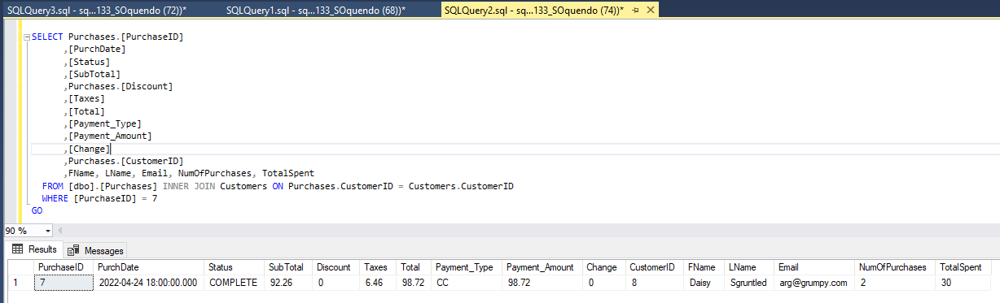 SQLQuery3.sql - sq...133_SOquendo (72))* SQLQuery1.sql - sq...133_SOquendo (68))* SQLQuery2.sql - sq...133_SOquendo (74))*
SELECT Purchases.[PurchaseID]
,[PurchDate]
,[Status]
,[SubTotal]
,Purchases.[Discount]
,[Taxes]
,[Total]
,[Payment_Type]
,[Payment_Amount]
,[Change]
,Purchases.[CustomerID]
,FName, LName, Email, NumOfPurchases, TotalSpent
FROM [dbo].[Purchases] INNER JOIN Customers ON Purchases.CustomerID = Customers.CustomerID
WHERE [PurchaseID] = 7
GO
90 %
Results Messages
PurchaseID PurchDate Status SubTotal Discount Taxes Total Payment_Type Payment_Amount Change CustomerID FName LName Email NumOfPurchases TotalSpent
1 7 2022-04-24 18:00:00.000 COMPLETE 92.26 0 6.46 98.72 CC 98.72 0 8 Daisy Sgruntled arg@grumpy.com 2 30